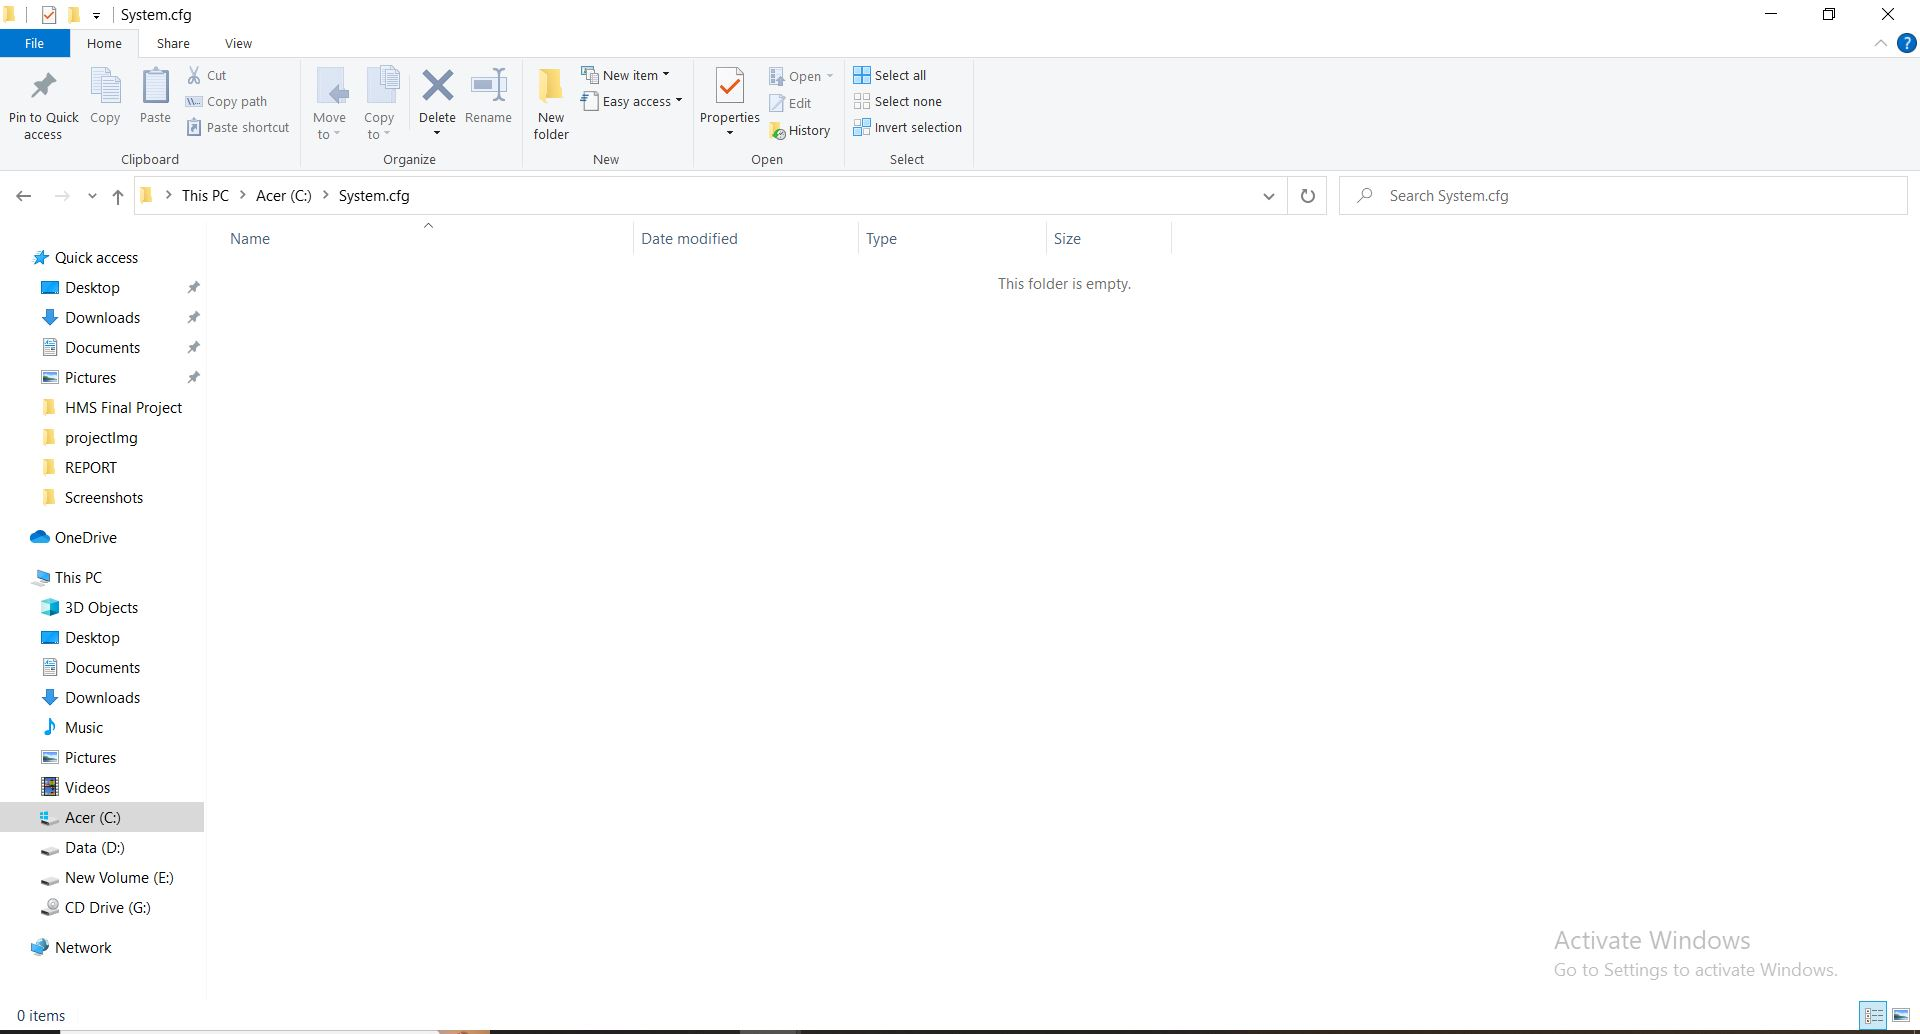 System.cfg
File Home Share View
Pin to Quick access
Copy
Paste
Cut
Copy path
Paste shortcut
Clipboard
Move to
Copy to
Delete
Rename
Organize
New folder
New item
Easy access
New
Properties
Open
Edit
History
Open
Select all
Select none
Invert selection
Select
This PC Acer (C:) System.cfg
Search System.cfg
Name Date modified Type Size
This folder is empty.
Quick access
Desktop
Downloads
Documents
Pictures
HMS Final Project
projectImg
REPORT
Screenshots
OneDrive
This PC
3D Objects
Desktop
Documents
Downloads
Music
Pictures
Videos
Acer (C:)
Data (D:)
New Volume (E:)
CD Drive (G:)
Network
Activate Windows
Go to Settings to activate Windows.
0 items